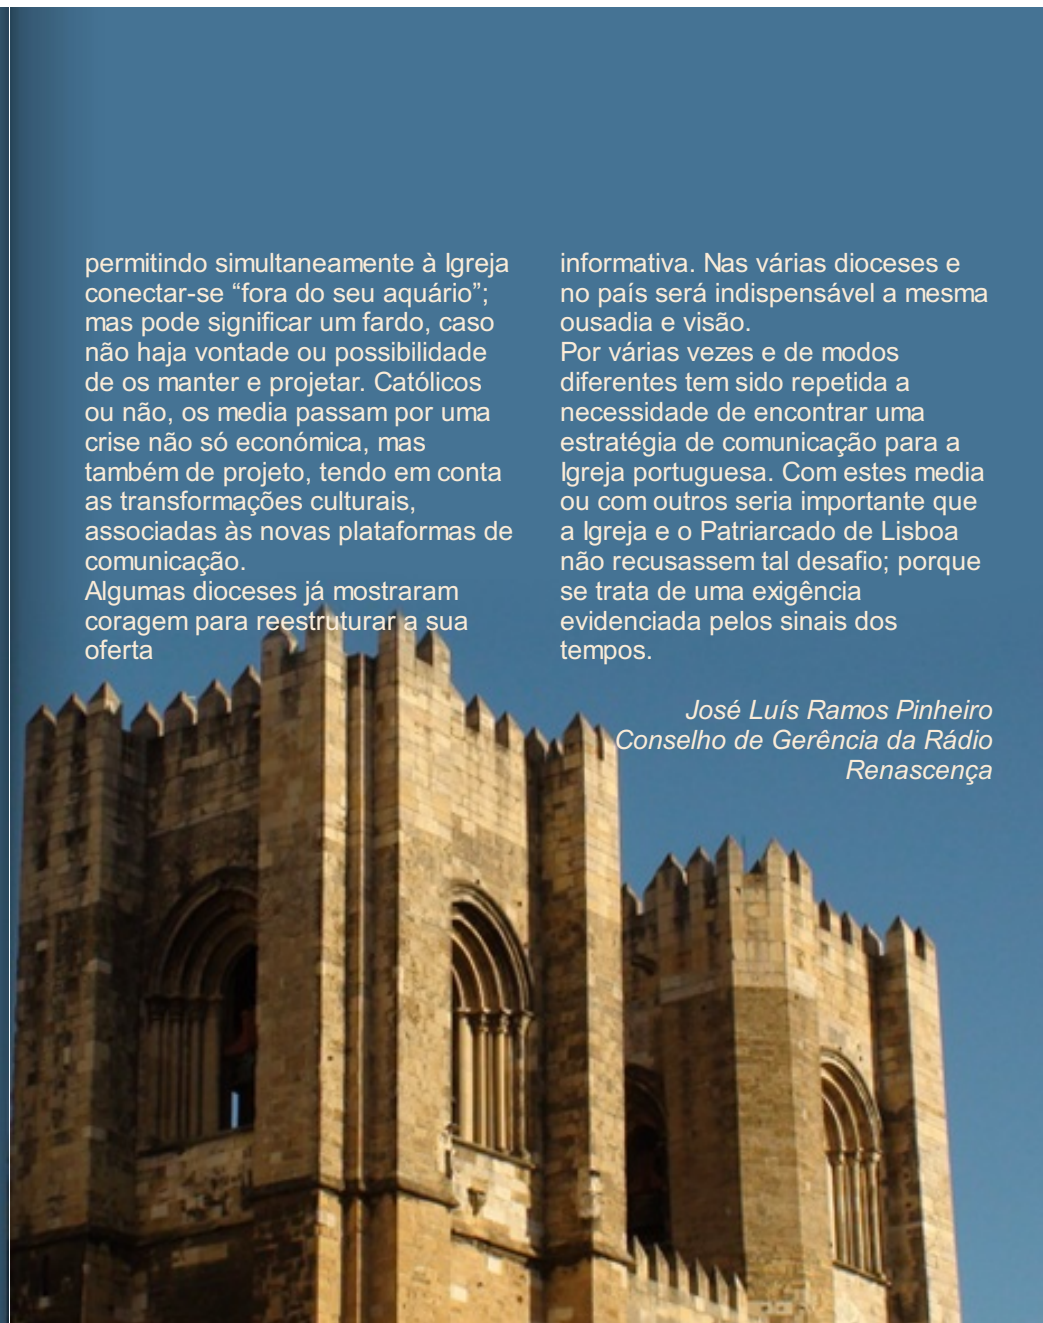 permitindo simultaneamente à Igreja
conectar-se “fora do seu aquário”;
mas pode significar um fardo, caso
não haja vontade ou possibilidade
de os manter e projetar. Católicos
ou não, os media passam por uma
crise não só económica, mas
também de projeto, tendo em conta
as transformações culturais,
associadas às novas plataformas de
comunicação.
Algumas dioceses já mostraram
coragem para reestruturar a sua
oferta
informativa. Nas várias dioceses e
no país será indispensável a mesma
ousadia e visão.
Por várias vezes e de modos
diferentes tem sido repetida a
necessidade de encontrar uma
estratégia de comunicação para a
Igreja portuguesa. Com estes media
ou com outros seria importante que
a Igreja e o Patriarcado de Lisboa
não recusassem tal desafio; porque
se trata de uma exigência
evidenciada pelos sinais dos
tempos.
José Luís Ramos Pinheiro
Conselho de Gerência da Rádio
Renascença